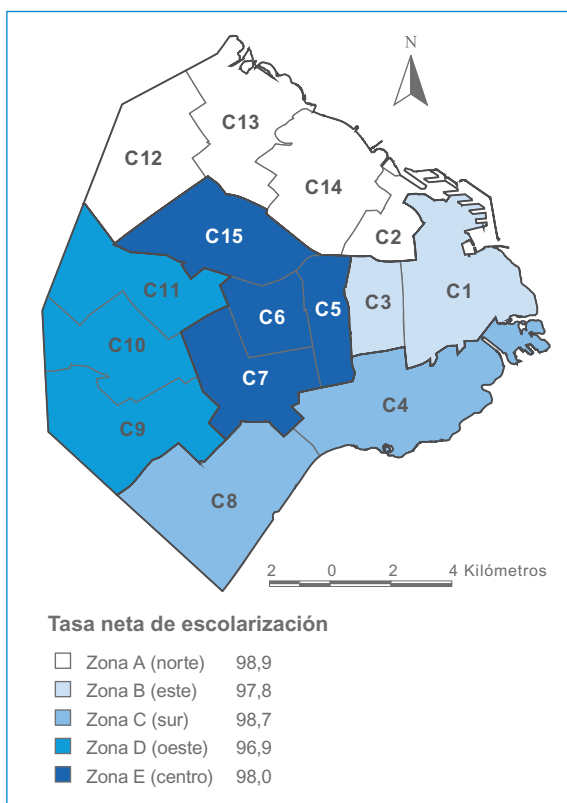 N
C13
C12
C14
C15
C2
C11
C6
C5
C3
C1
C10
C7
C4
C9
C8
2 0 2 4 Kilómetros
Tasa neta de escolarización
Zona A (norte) 98,9
Zona B (este) 97,8
Zona C (sur) 98,7
Zona D (oeste) 96,9
Zona E (centro) 98,0